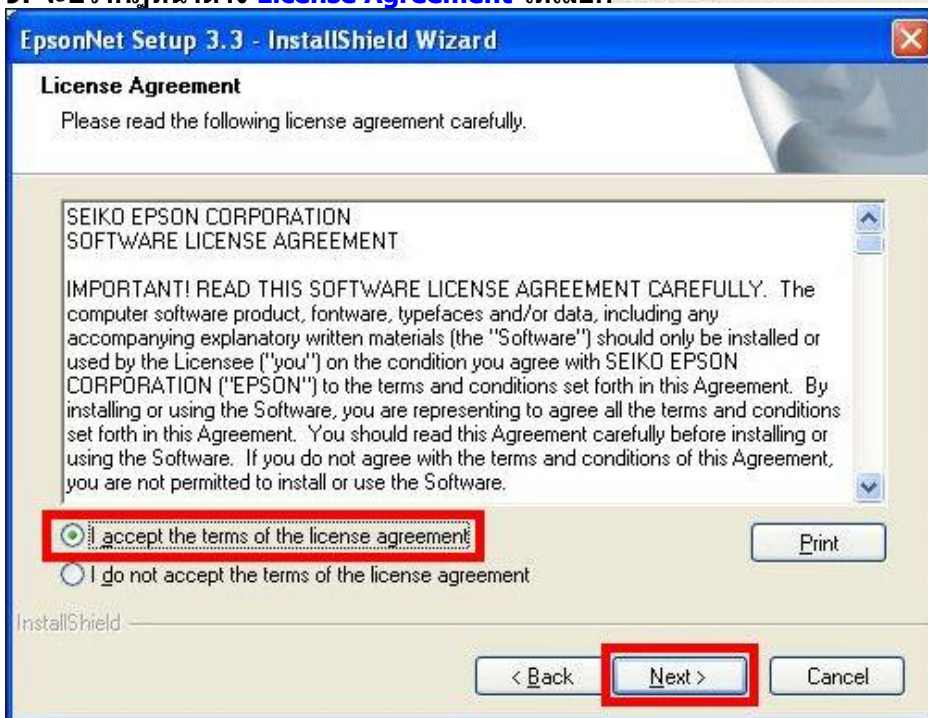 License Agreement
EpsonNet Setup 3.3 - InstallShield Wizard
License Agreement
Please read the following license agreement carefully.
SEIKO EPSON CORPORATION
SOFTWARE LICENSE AGREEMENT
IMPORTANT! READ THIS SOFTWARE LICENSE AGREEMENT CAREFULLY. The
computer software product, fontware, typefaces and/or data, including any
accompanying explanatory written materials (the "Software") should only be installed or
used by the Licensee ("you") on the condition you agree with SEIKO EPSON
CORPORATION ("EPSON") to the terms and conditions set forth in this Agreement. By
installing or using the Software, you are representing to agree all the terms and conditions
set forth in this Agreement. You should read this Agreement carefully before installing or
using the Software. If you do not agree with the terms and conditions of this Agreement,
you are not permitted to install or use the Software.
I accept the terms of the license agreement
Print
I do not accept the terms of the license agreement
InstallShield
< Back
Next >
Cancel